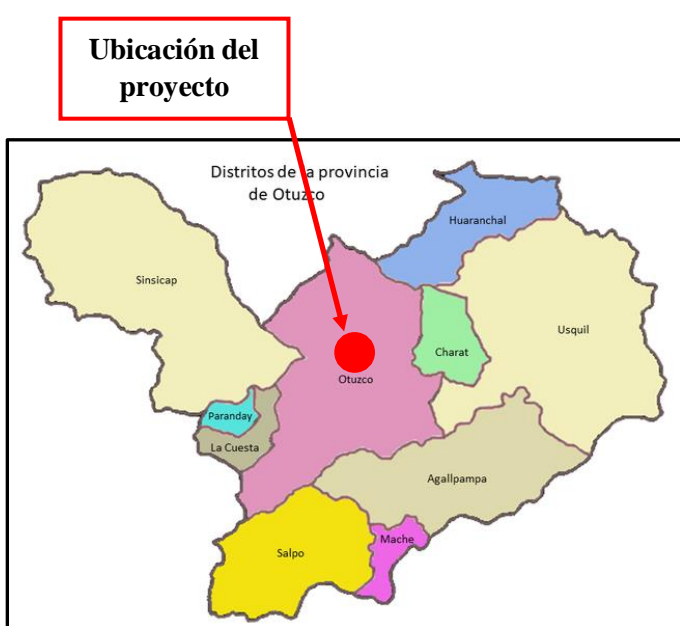 Ubicación del
proyecto
Distritos de la provincia
de Otuzco
Huaranchal
Sinsicap
Usquil
Charat
Otuzco
Paranday
La Cuesta
Agallpampa
Mache
Salpo